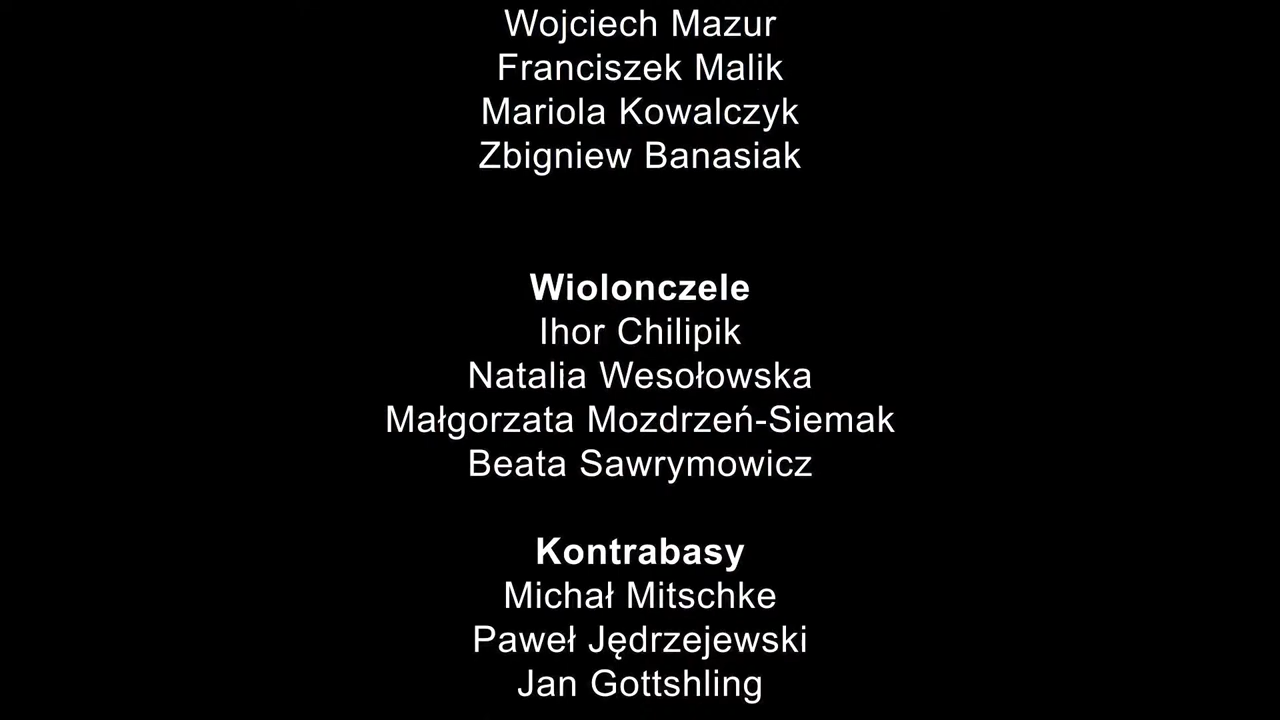 Wojciech Mazur
Franciszek Malik
Mariola Kowalczyk
Zbigniew Banasiak
Wiolonczele
Ihor Chilipik
Natalia Wesołowska
Małgorzata Mozdrzeń-Siemak
Beata Sawrymowicz
Kontrabasy
Michał Mitschke
Paweł Jędrzejewski
Jan Gottshling